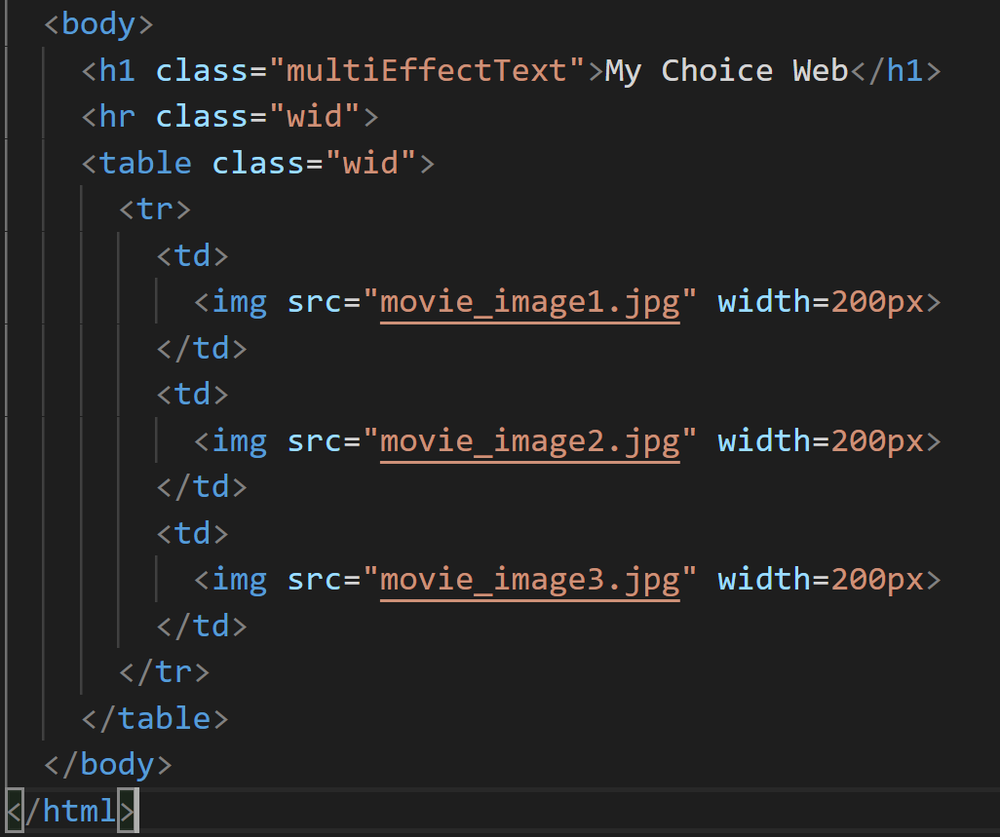 <body>
<h1 class="multiEffectText">My Choice Web</h1>
<hr class="wid">
<table class="wid">
<tr>
<td>
<img src="movie_image1.jpg" width=200px>
</td>
<td>
<img src="movie_image2.jpg" width=200px>
</td>
<td>
<img src="movie_image3.jpg" width=200px>
</td>
</tr>
</table>
</body>
</html>